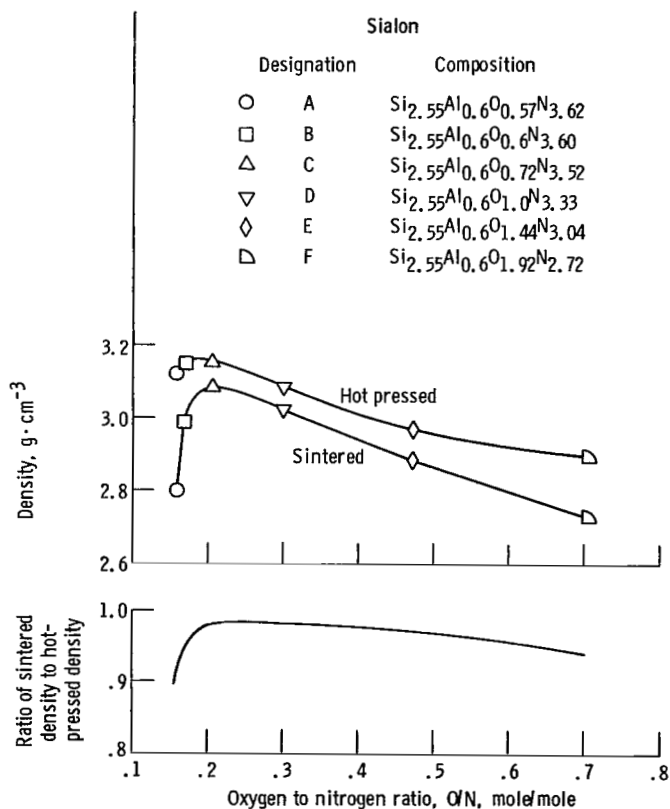 Sialon
Designation Composition
A Si2.55Al0.6O0.57N3.62
B Si2.55Al0.6O0.6N3.60
C Si2.55Al0.6O0.72N3.52
D Si2.55Al0.6O1.0N3.33
E Si2.55Al0.6O1.44N3.04
F Si2.55Al0.6O1.92N2.72
Density, g·cm⁻³
3.2
3.0
2.8
2.6
Hot pressed
Sintered
Ratio of sintered
density to hot-
pressed density
1.0
.9
.8
.1 .2 .3 .4 .5 .6 .7 .8
Oxygen to nitrogen ratio, O/N, mole/mole